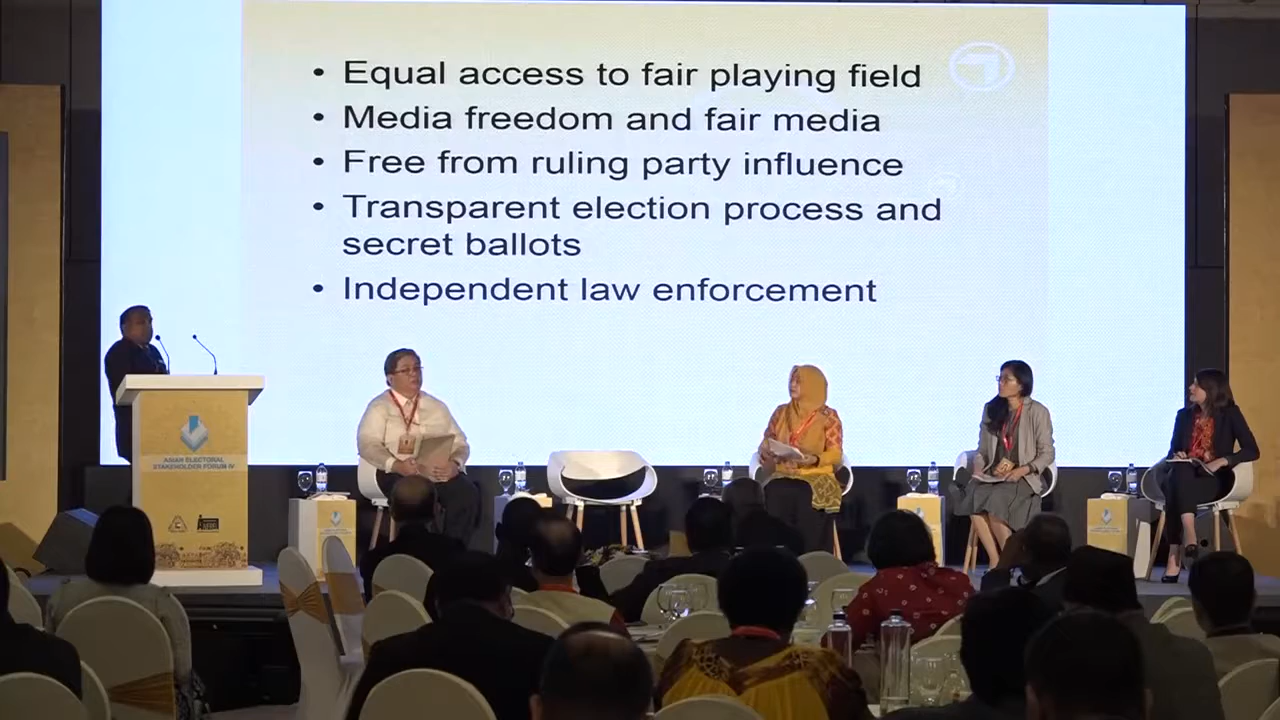 • Equal access to fair playing field
• Media freedom and fair media
• Free from ruling party influence
• Transparent election process and
secret ballots
• Independent law enforcement
ASIAN ELECTORAL
STAKEHOLDER FORUM IV